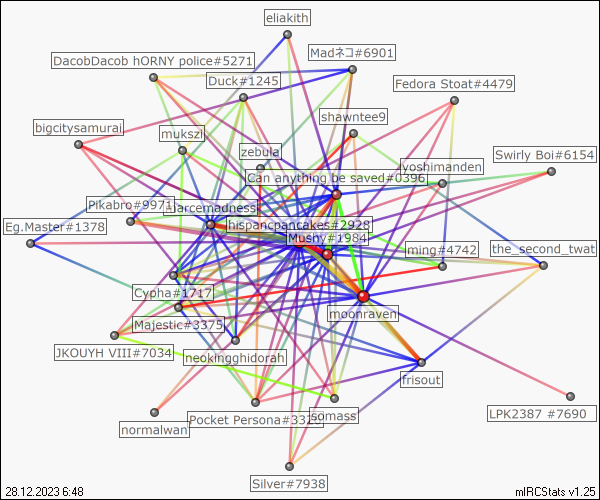 eliakith
Madネコ#6901
DacobDacob hORNY police#5271
Duck#1245
Fedora Stoat#4479
shawntee9
bigcitysamurai
mukszi
zebula
Swirly Boi#6154
yoshimanden
Can anything be saved#0396
Pikabro#9971
narcemadness
Eg.Master#1378
hispancpancakes#2928
Mushy#1984
ming#4742
the_second_twat
Cypha#1717
moonraven
Majestic#3375
JKOUYH VIII#7034
neokingghidorah
frisout
Pocket Persona#3323
somass
LPK2387 #7690
normalwan
Silver#7938
28.12.2023 6:48
mIRCStats v1.25